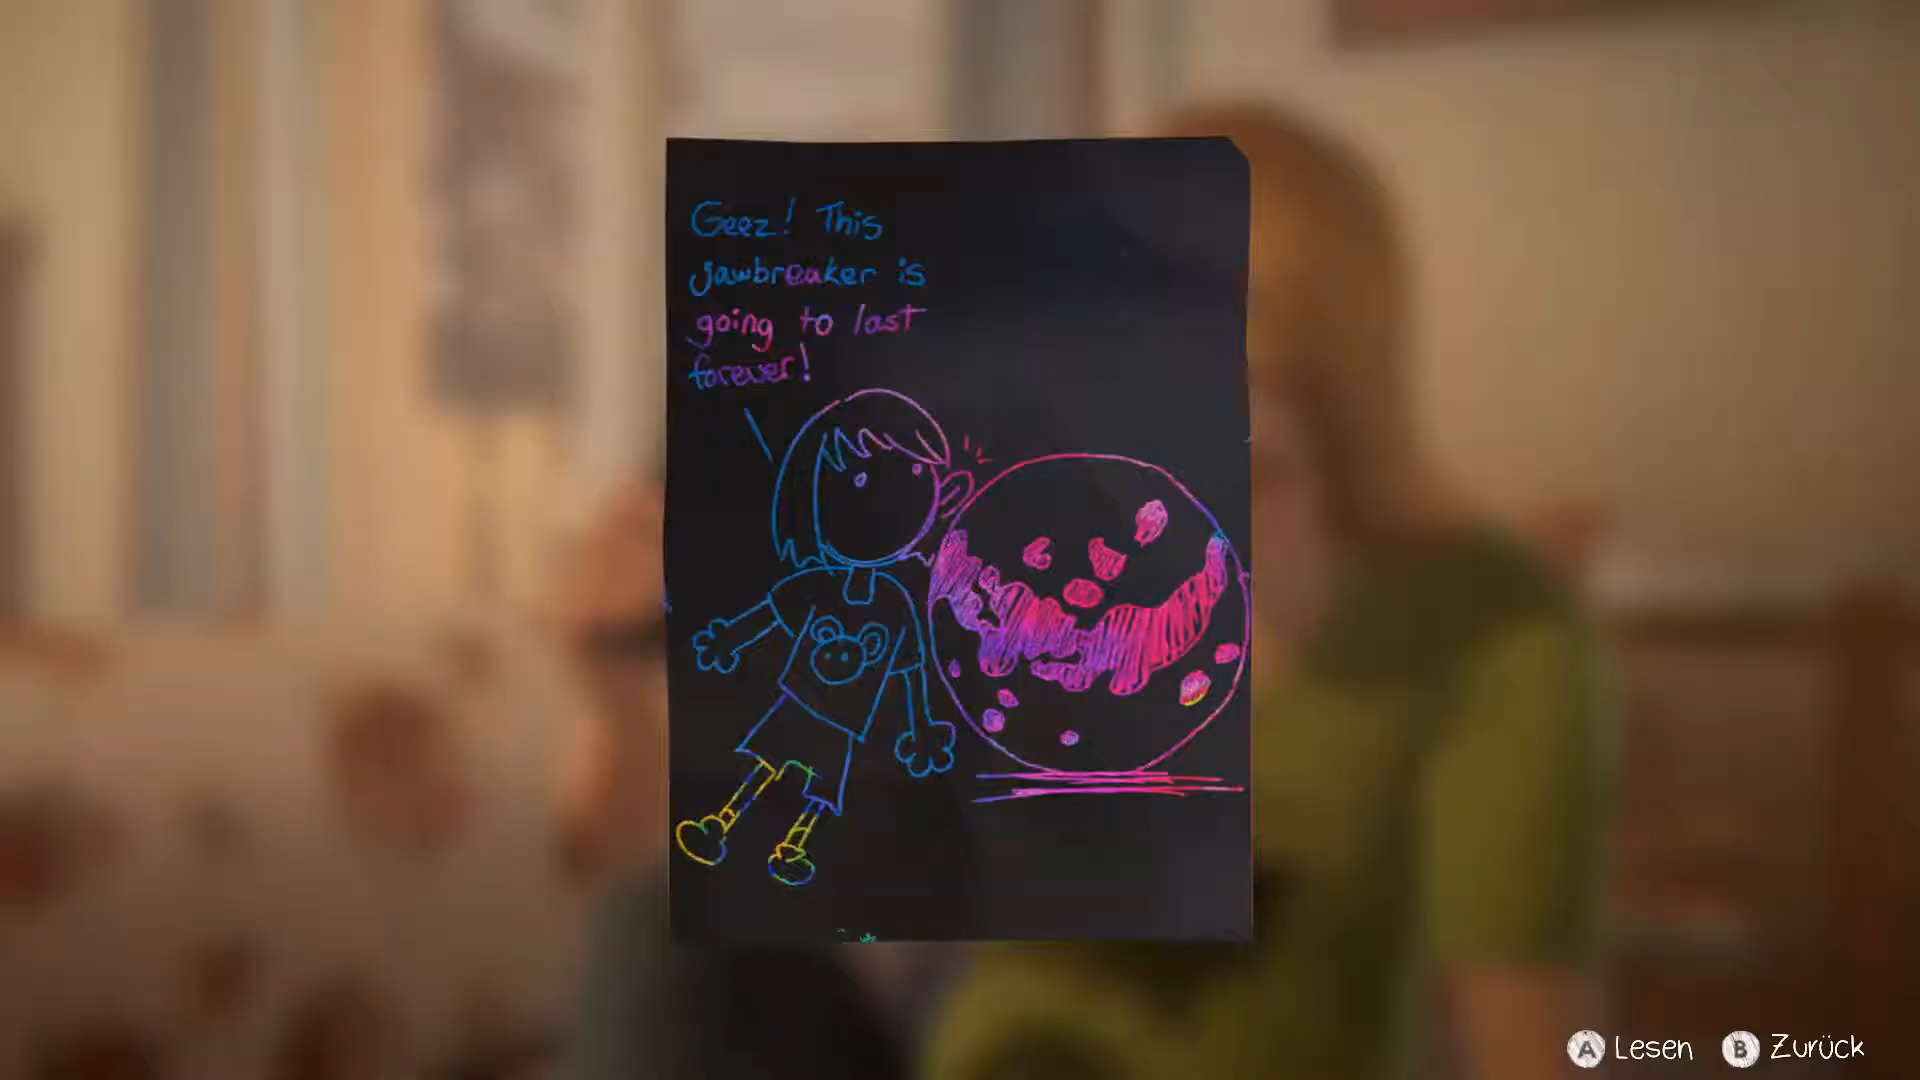 Geez! This
jawbreaker is
going to last
forever!
A Lesen B Zurück